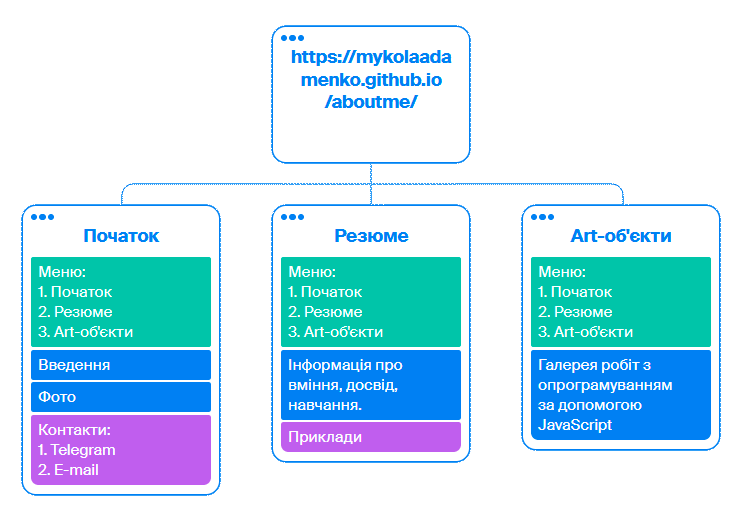 https://mykolaada
menko.github.io
/aboutme/
Початок
Меню:
1. Початок
2. Резюме
3. Art-об'єкти
Введення
Фото
Контакти:
1. Telegram
2. E-mail
Резюме
Меню:
1. Початок
2. Резюме
3. Art-об'єкти
Інформація про
вміння, досвід,
навчання.
Приклади
Art-об'єкти
Меню:
1. Початок
2. Резюме
3. Art-об'єкти
Галерея робіт з
опрограмуванням
за допомогою
JavaScript